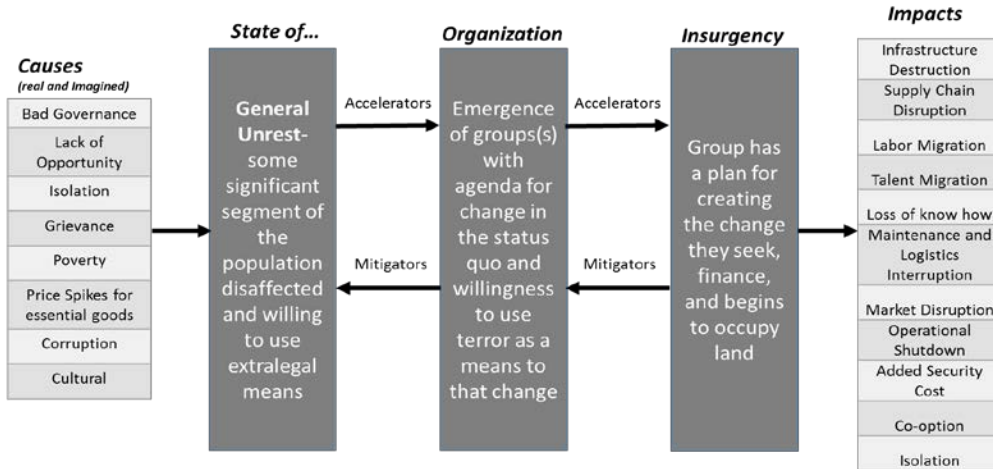 Causes
(real and Imagined)
Bad Governance
Lack of
Opportunity
Isolation
Grievance
Poverty
Price Spikes for
essential goods
Corruption
Cultural
State of...
General
Unrest-
some
significant
segment of
the
population
disaffected
and willing
to use
extralegal
means
Accelerators
Mitigators
Organization
Emergence
of groups(s)
with
agenda for
change in
the status
quo and
willingness
to use
terror as a
means to
that change
Accelerators
Mitigators
Insurgency
Group has
a plan for
creating
the change
they seek,
finance,
and begins
to occupy
land
Impacts
Infrastructure
Destruction
Supply Chain
Disruption
Labor Migration
Talent Migration
Loss of know how
Maintenance and
Logistics
Interruption
Market Disruption
Operational
Shutdown
Added Security
Cost
Co-option
Isolation